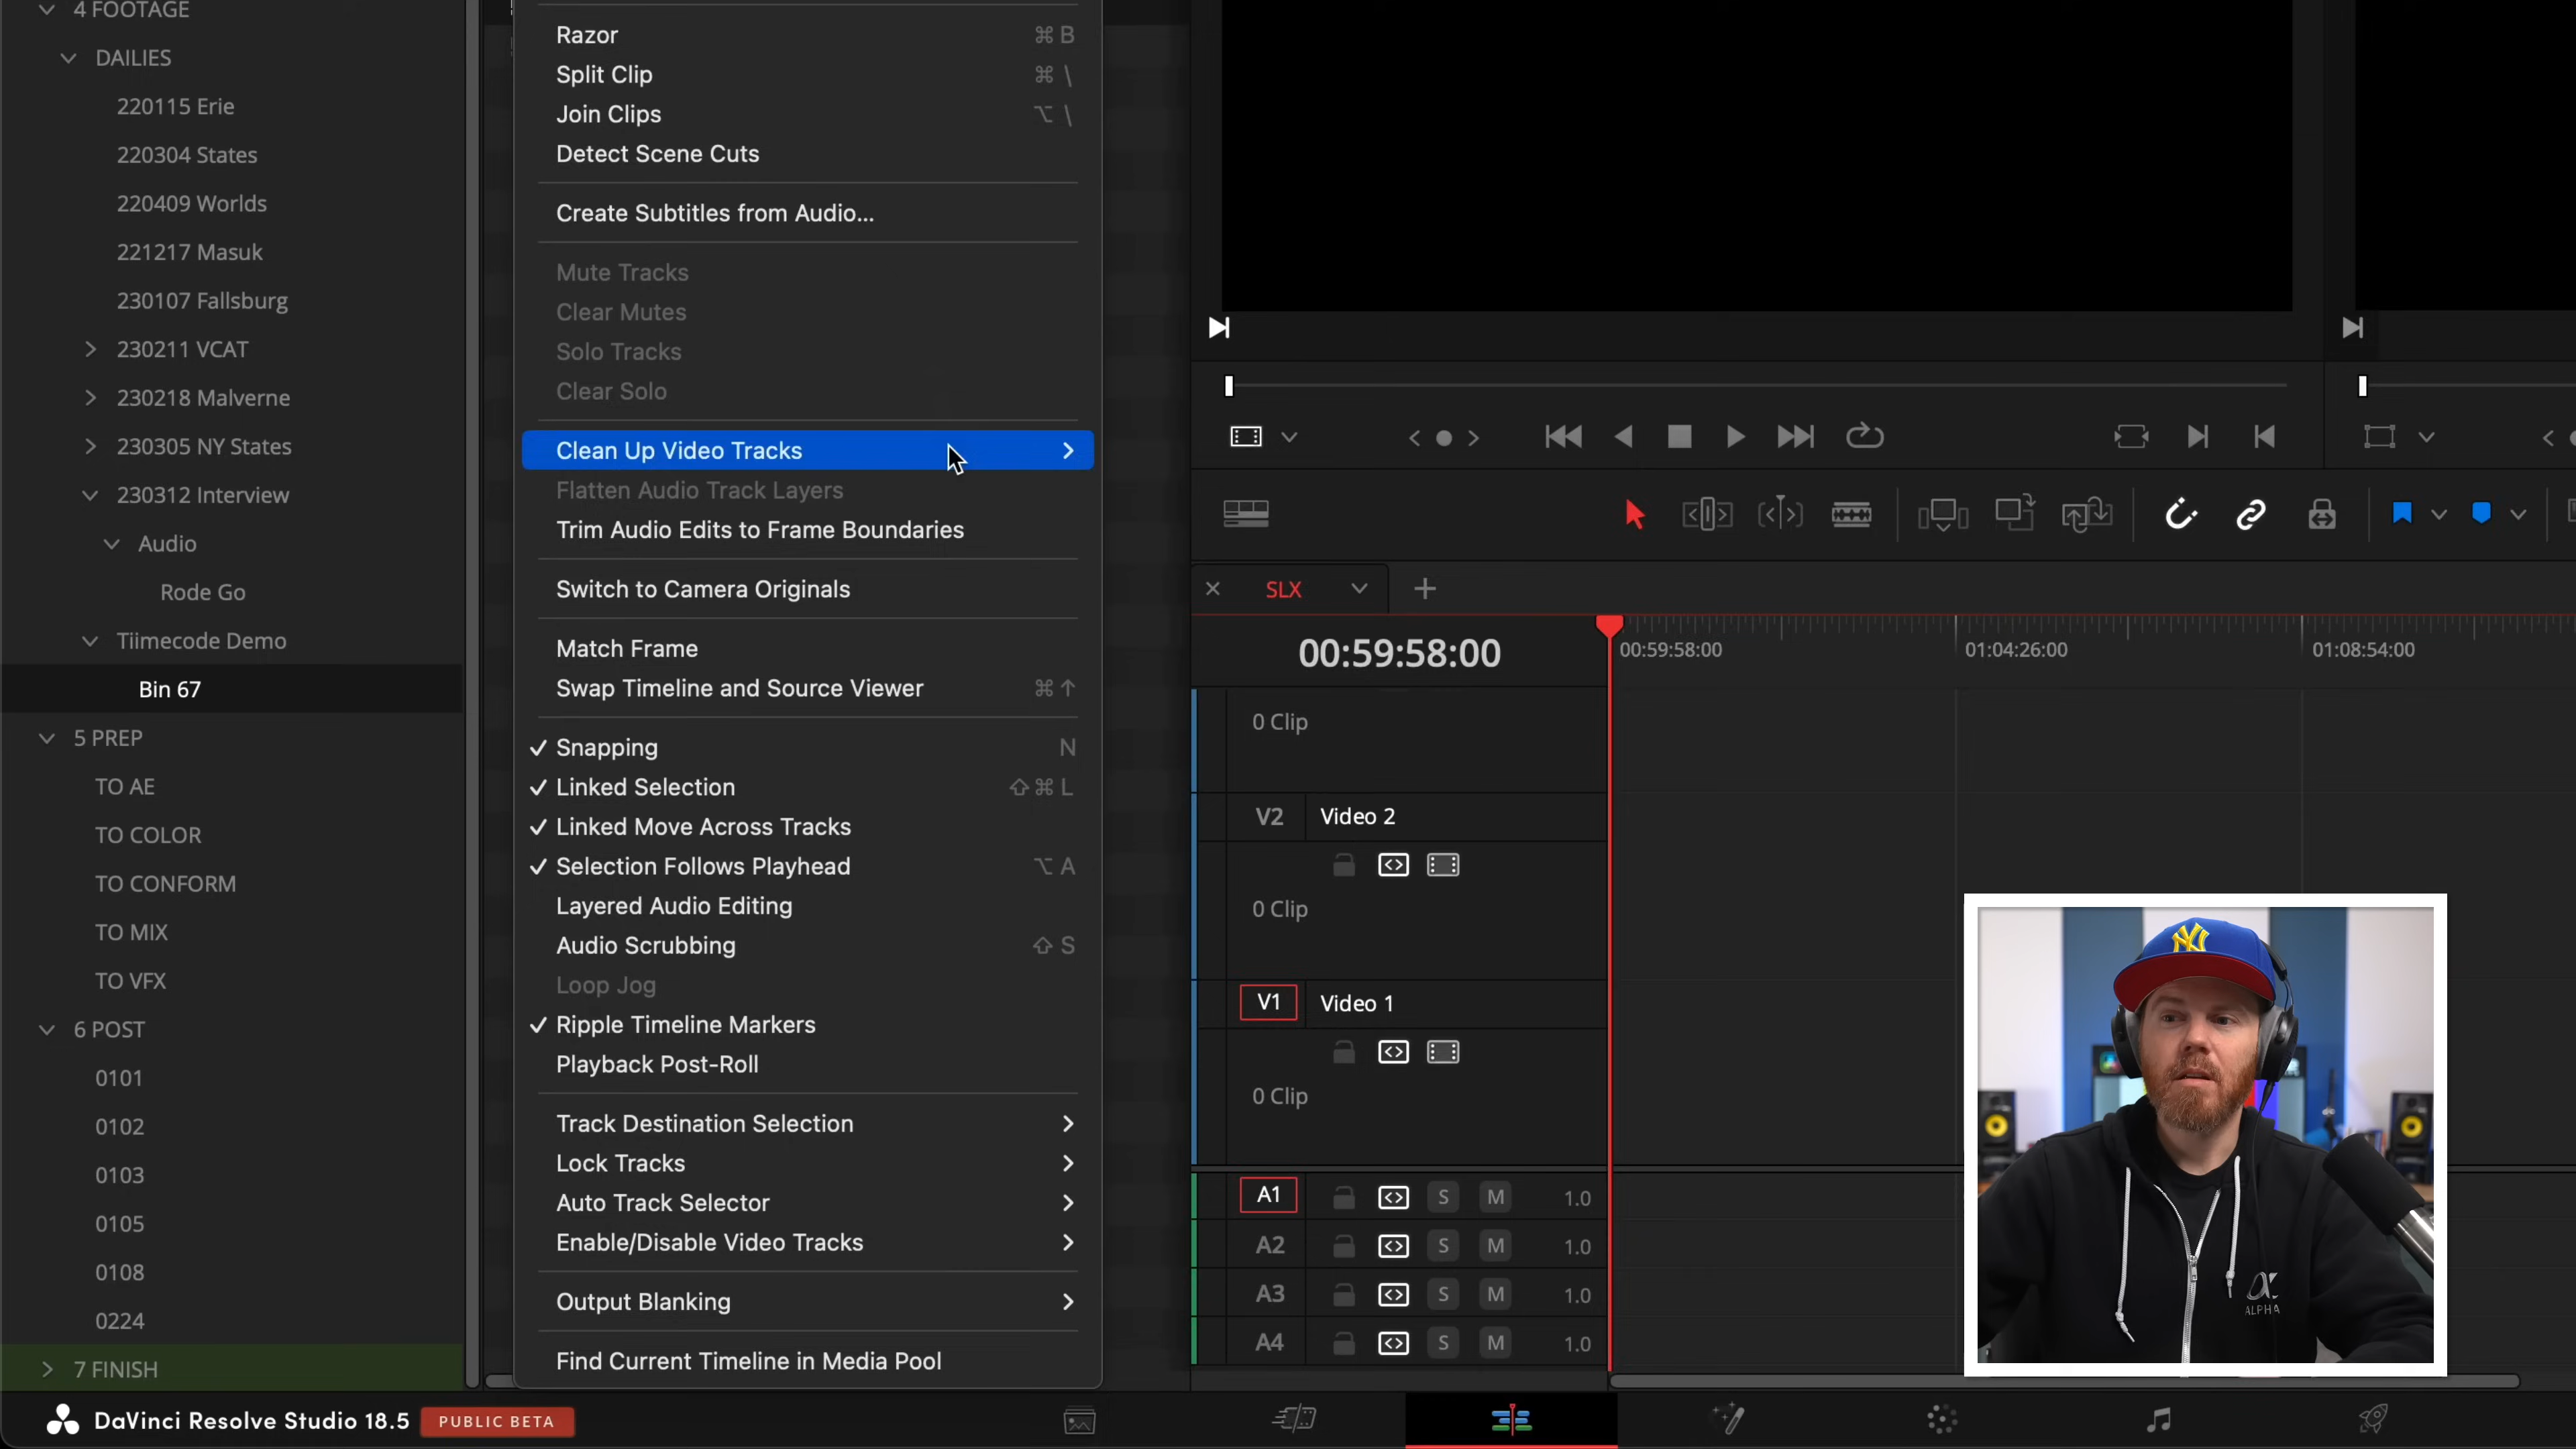 4 FOOTAGE
DAILIES
220115 Erie
220304 States
220409 Worlds
221217 Masuk
230107 Fallsburg
230211 VCAT
230218 Malverne
230305 NY States
230312 Interview
Audio
Rode Go
Tiimecode Demo
Bin 67
5 PREP
TO AE
TO COLOR
TO CONFORM
TO MIX
TO VFX
6 POST
0101
0102
0103
0105
0108
0224
7 FINISH
Razor ⌘ B
Split Clip ⌘ \
Join Clips ⌥ \
Detect Scene Cuts
Create Subtitles from Audio...
Mute Tracks
Clear Mutes
Solo Tracks
Clear Solo
Clean Up Video Tracks
Flatten Audio Track Layers
Trim Audio Edits to Frame Boundaries
Switch to Camera Originals
Match Frame
Swap Timeline and Source Viewer ⌘ ↑
Snapping N
Linked Selection ⇧ ⌘ L
Linked Move Across Tracks
Selection Follows Playhead ⌥ A
Layered Audio Editing
Audio Scrubbing ⇧ S
Loop Jog
Ripple Timeline Markers
Playback Post-Roll
Track Destination Selection
Lock Tracks
Auto Track Selector
Enable/Disable Video Tracks
Output Blanking
Find Current Timeline in Media Pool
SLX
00:59:58:00
00:59:58:00 01:04:26:00 01:08:54:00
0 Clip
V2 Video 2
0 Clip
V1 Video 1
0 Clip
A1 S M 1.0
A2 S M 1.0
A3 S M 1.0
A4 S M 1.0
NY
ALPHA
DaVinci Resolve Studio 18.5 PUBLIC BETA